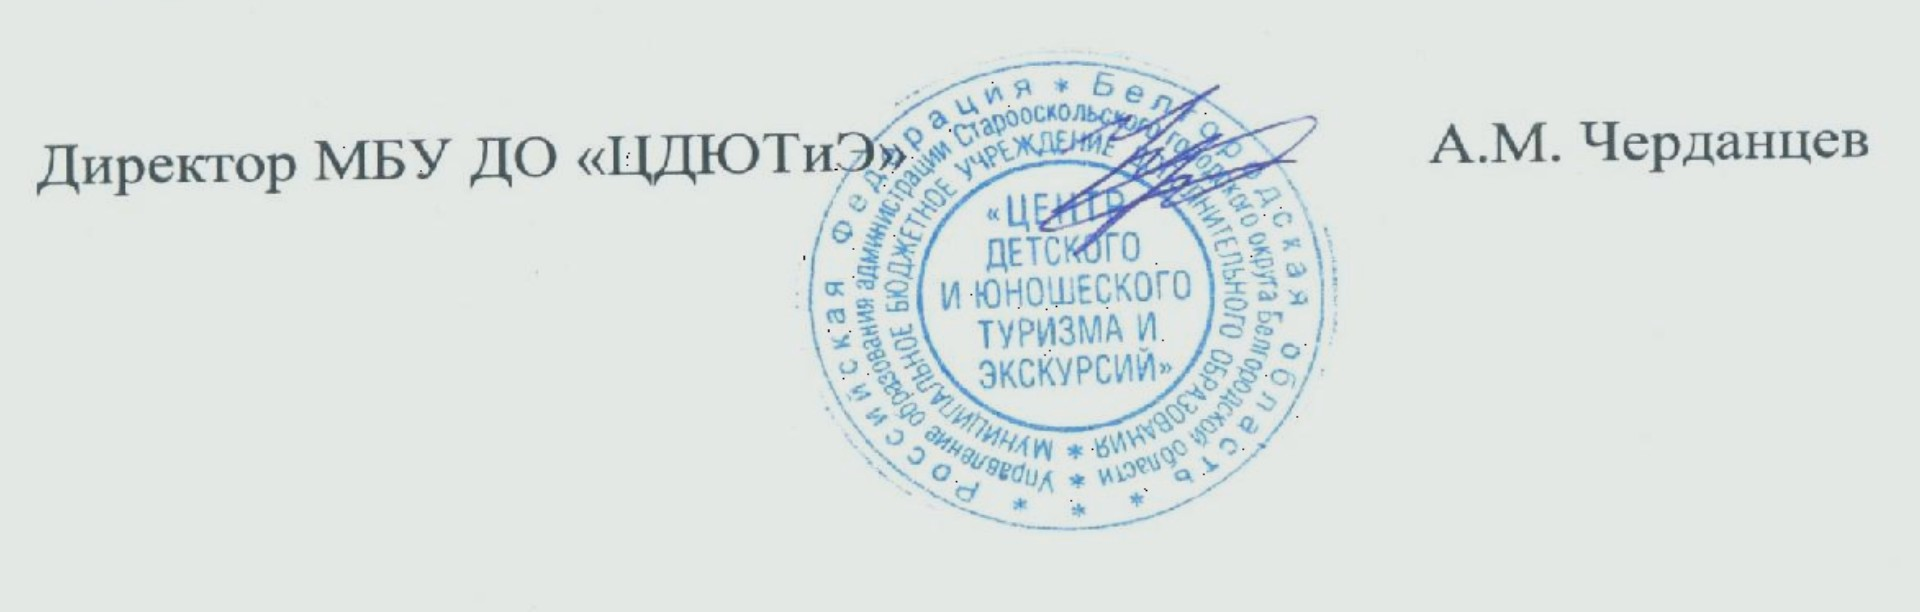 Директор МБУ ДО «ЦДЮТиЭ»
А.М. Черданцев
Российская Федерация * Белгородская область * * *
Управление образования администрации Старооскольского городского округа Белгородской области *
МУНИЦИПАЛЬНОЕ БЮДЖЕТНОЕ УЧРЕЖДЕНИЕ ДОПОЛНИТЕЛЬНОГО ОБРАЗОВАНИЯ *
«ЦЕНТР
ДЕТСКОГО
И ЮНОШЕСКОГО
ТУРИЗМА И
ЭКСКУРСИЙ»